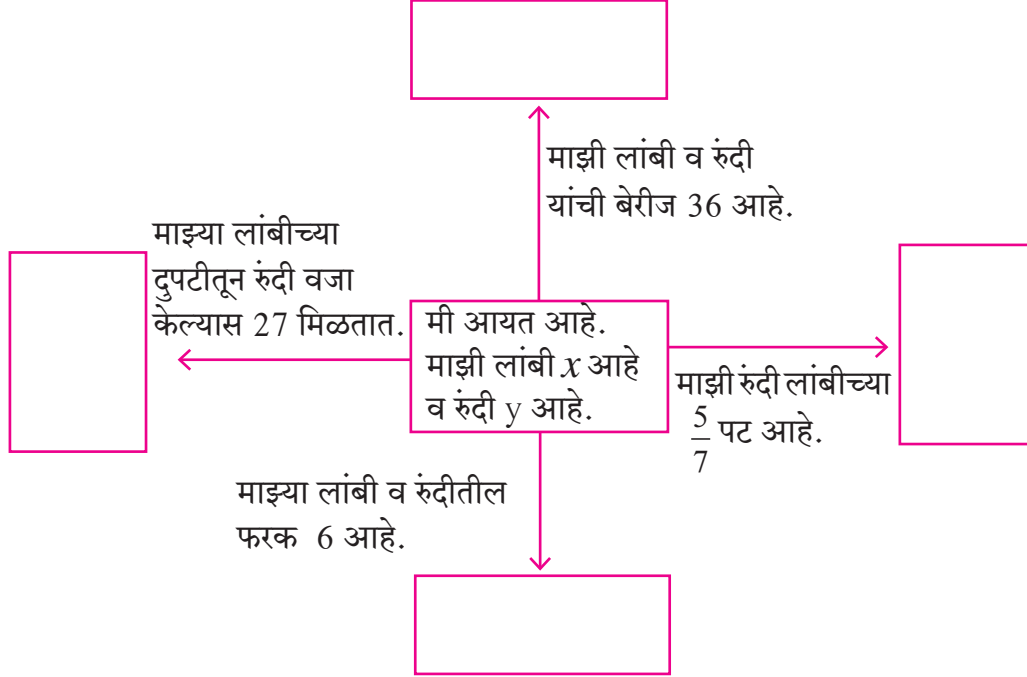 माझी लांबी व रुंदी
यांची बेरीज 36 आहे.
माझ्या लांबीच्या
दुपटीतून रुंदी वजा
केल्यास 27 मिळतात.
मी आयत आहे.
माझी लांबी x आहे
व रुंदी y आहे.
माझी रुंदी लांबीच्या
5/7 पट आहे.
माझ्या लांबी व रुंदीतील
फरक 6 आहे.